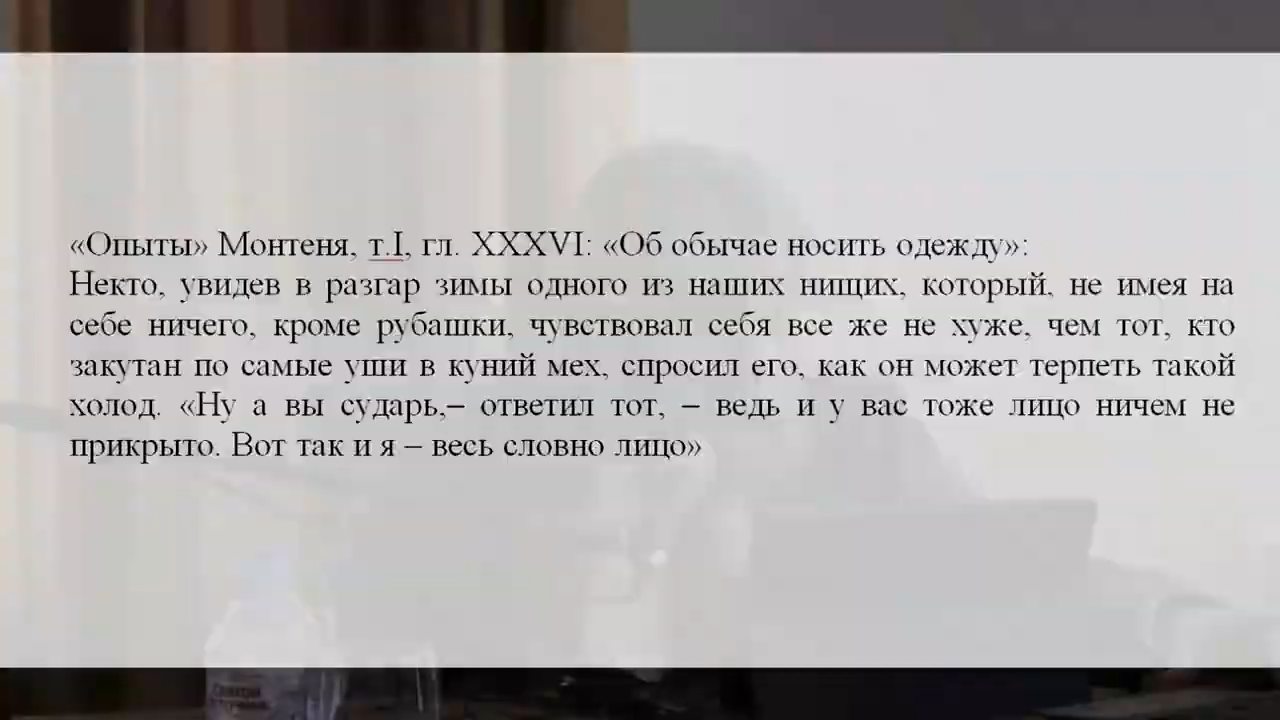 «Опыты» Монтеня, т.I, гл. XXXVI: «Об обычае носить одежду»:
Некто, увидев в разгар зимы одного из наших нищих, который, не имея на
себе ничего, кроме рубашки, чувствовал себя все же не хуже, чем тот, кто
закутан по самые уши в куний мех, спросил его, как он может терпеть такой
холод. «Ну а вы сударь,– ответил тот, – ведь и у вас тоже лицо ничем не
прикрыто. Вот так и я – весь словно лицо»